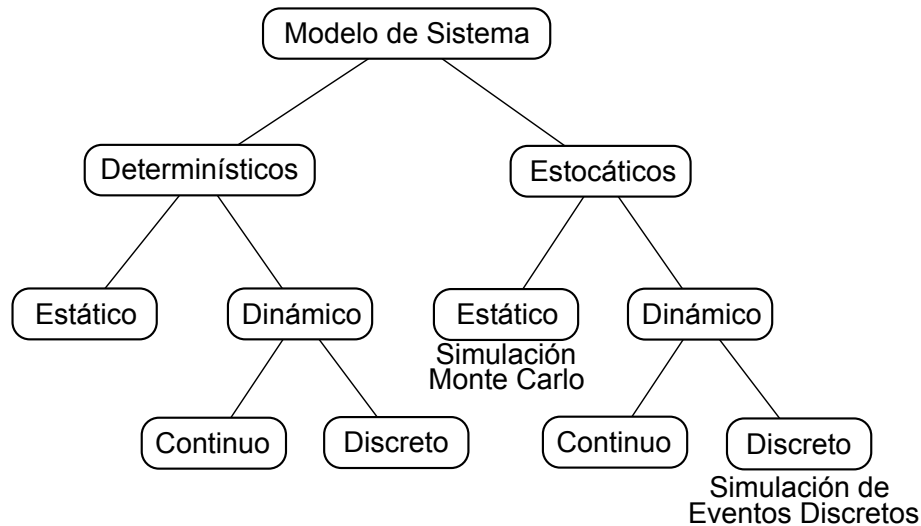 Modelo de Sistema
Determinísticos
Estocáticos
Estático
Dinámico
Estático
Dinámico
Simulación
Monte Carlo
Continuo
Discreto
Continuo
Discreto
Simulación de
Eventos Discretos